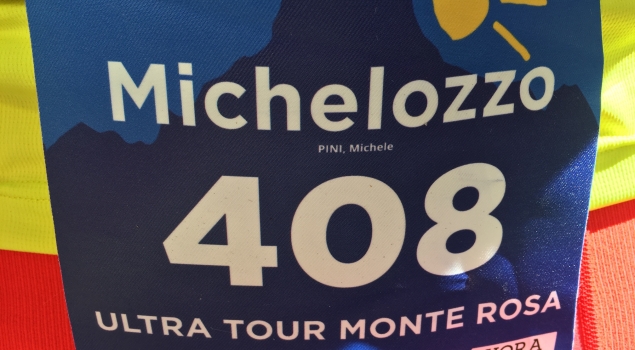 Michelozzo
PINI, Michele
408
ULTRA TOUR MONTE ROSA